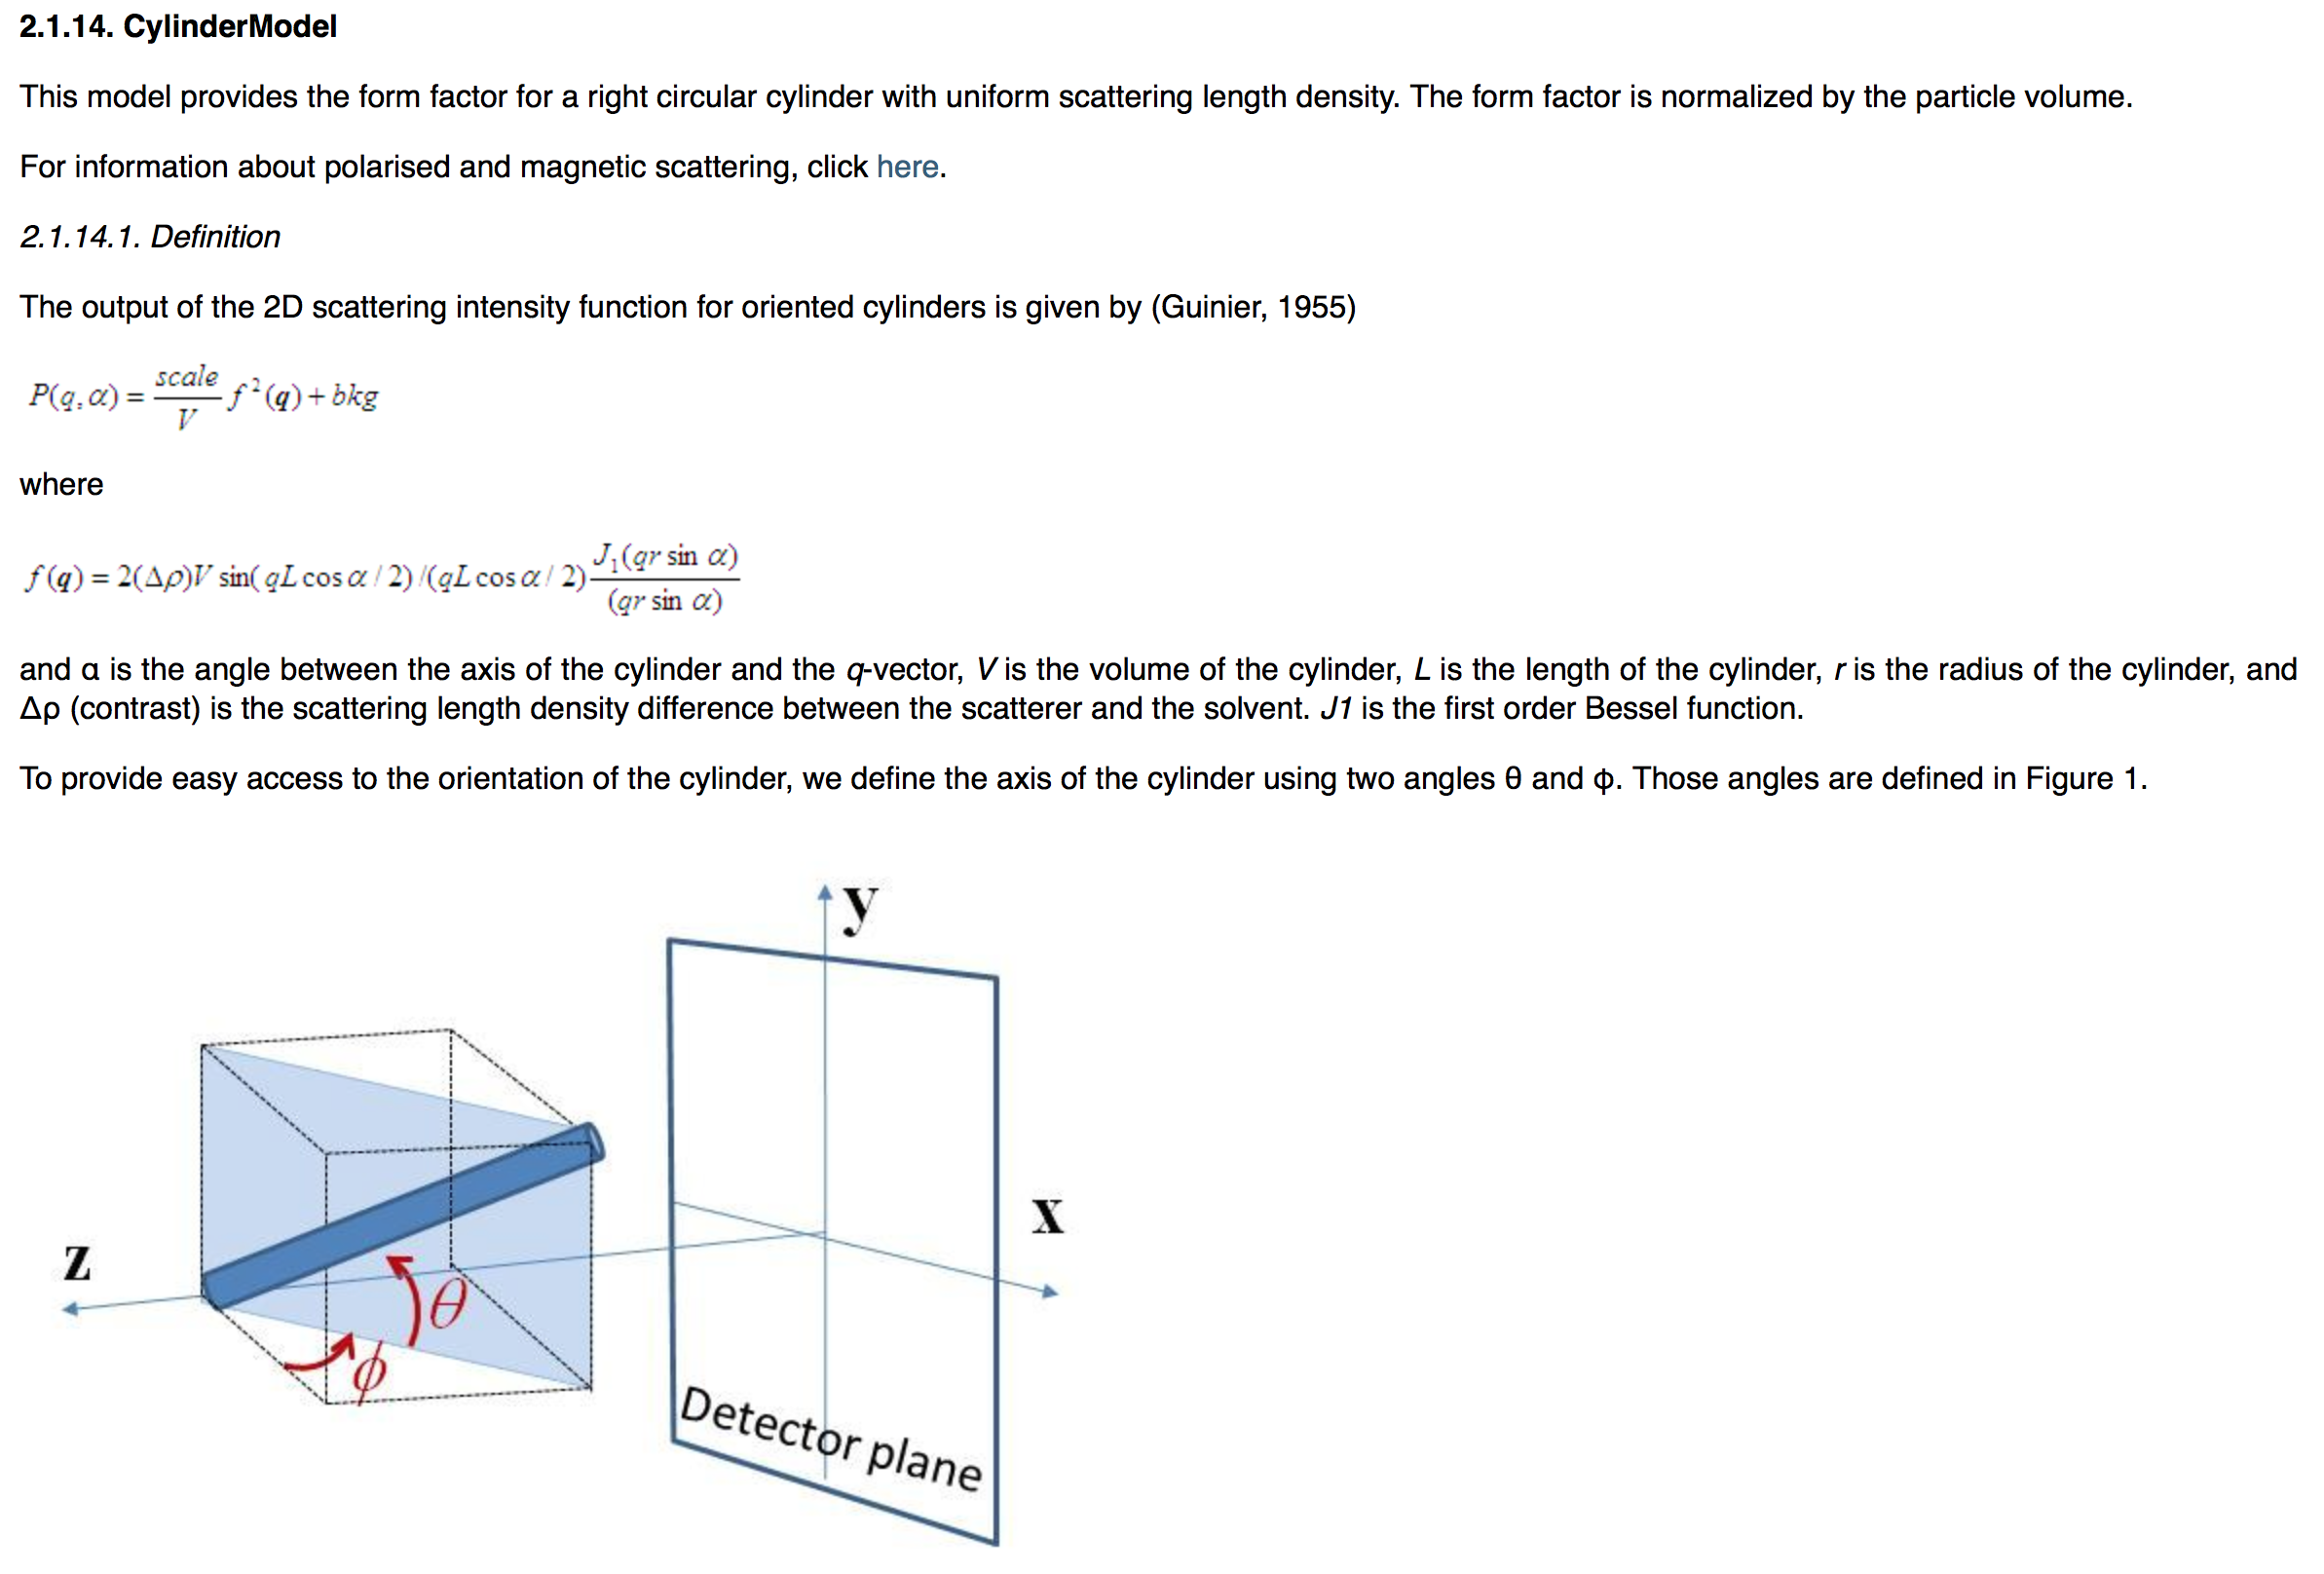 2.1.14. CylinderModel
This model provides the form factor for a right circular cylinder with uniform scattering length density. The form factor is normalized by the particle volume.
For information about polarised and magnetic scattering, click here.
2.1.14.1. Definition
The output of the 2D scattering intensity function for oriented cylinders is given by (Guinier, 1955)
P(q,α) = scale/V f²(q) + bkg
where
f(q) = 2(Δρ)V sin(qL cos α / 2) /(qL cos α / 2) J₁(qr sin α)/(qr sin α)
and α is the angle between the axis of the cylinder and the q-vector, V is the volume of the cylinder, L is the length of the cylinder, r is the radius of the cylinder, and
Δρ (contrast) is the scattering length density difference between the scatterer and the solvent. J1 is the first order Bessel function.
To provide easy access to the orientation of the cylinder, we define the axis of the cylinder using two angles θ and ϕ. Those angles are defined in Figure 1.
y
x
z
θ
ϕ
Detector plane